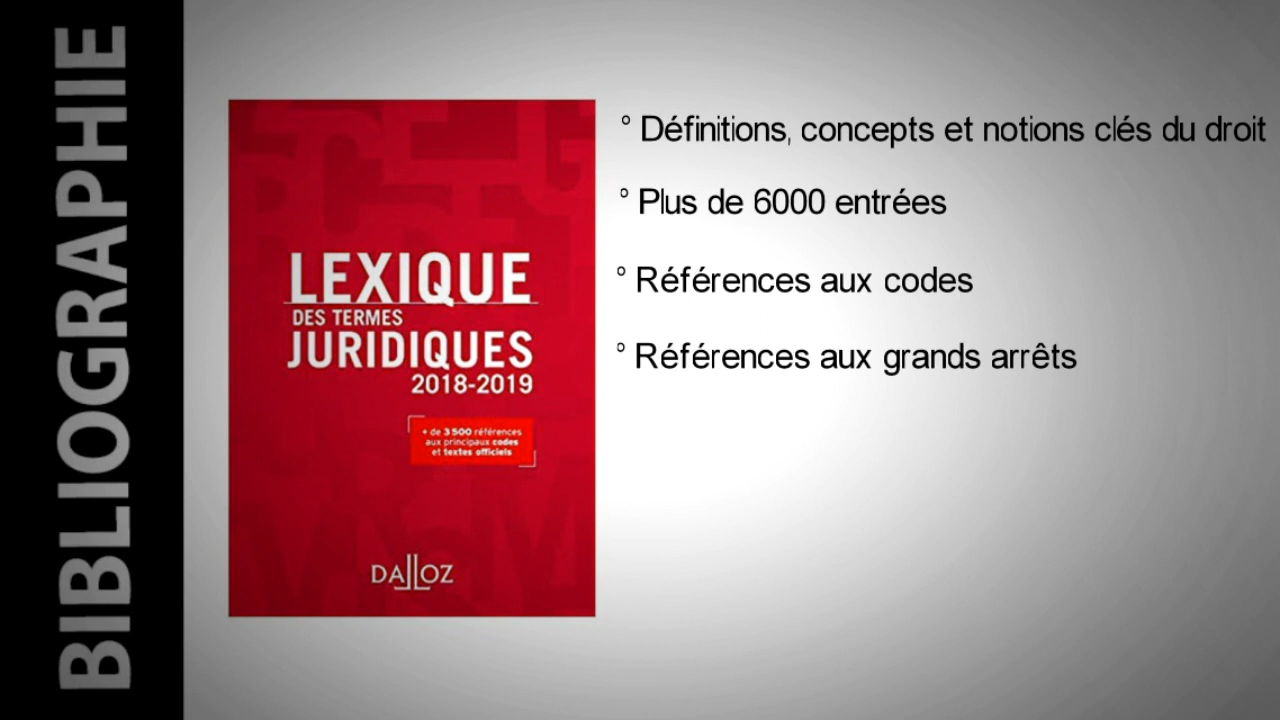 BIBLIOGRAPHIE
LEXIQUE
DES TERMES
JURIDIQUES
2018-2019
+ de 3 500 références
aux principaux codes
et textes officiels
DALLOZ
° Définitions, concepts et notions clés du droit
° Plus de 6000 entrées
° Références aux codes
° Références aux grands arrêts